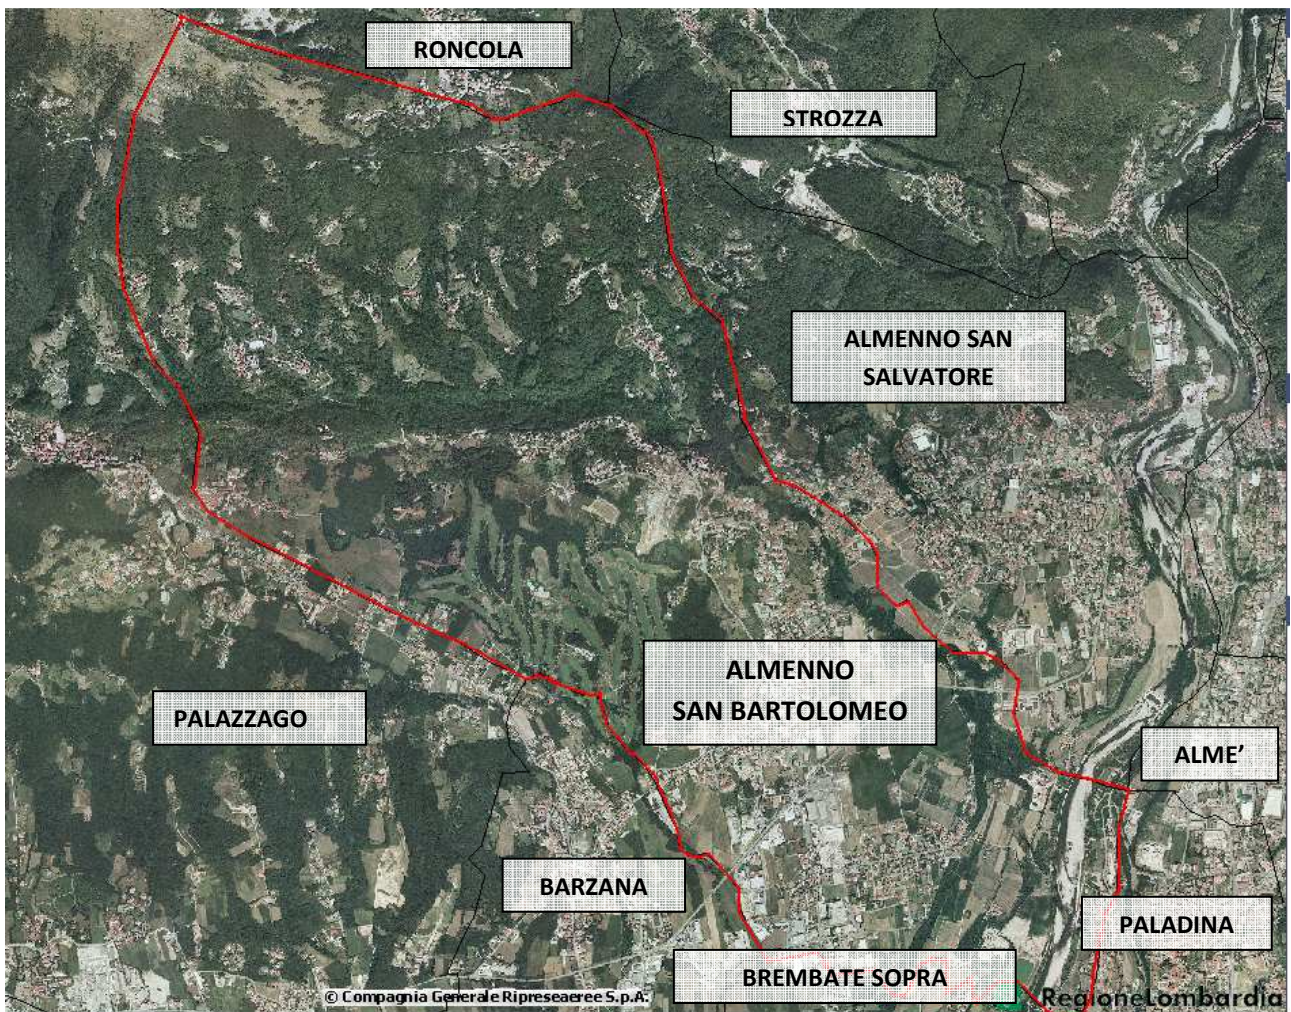 RONCOLA
STROZZA
ALMENNO SAN
SALVATORE
ALMENNO
SAN BARTOLOMEO
PALAZZAGO
ALME’
BARZANA
PALADINA
BREMBATE SOPRA
© Compagnia Generale Ripreseaeree S.p.A.
RegioneLombardia